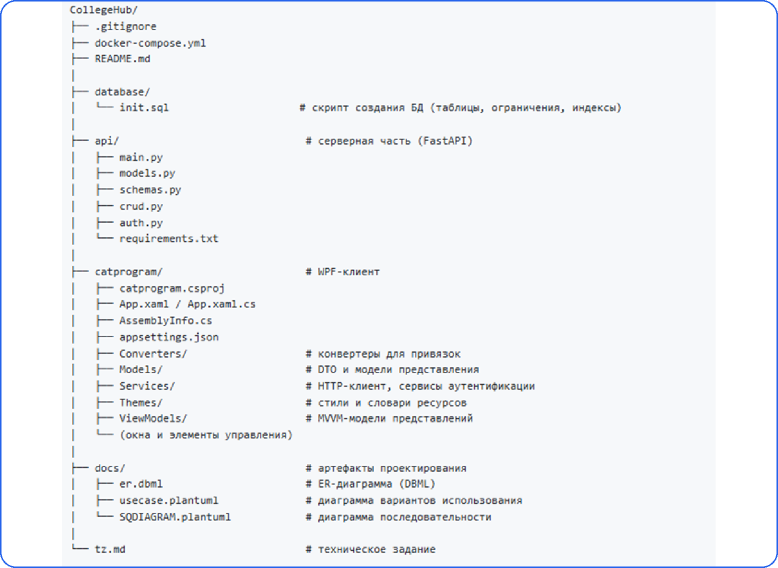 CollegeHub/
├── .gitignore
├── docker-compose.yml
├── README.md
│
├── database/
│   └── init.sql                    # скрипт создания БД (таблицы, ограничения, индексы)
│
├── api/                             # серверная часть (FastAPI)
│   ├── main.py
│   ├── models.py
│   ├── schemas.py
│   ├── crud.py
│   ├── auth.py
│   └── requirements.txt
│
├── catprogram/                      # WPF-клиент
│   ├── catprogram.csproj
│   ├── App.xaml / App.xaml.cs
│   ├── AssemblyInfo.cs
│   ├── appsettings.json
│   ├── Converters/                  # конвертеры для привязок
│   ├── Models/                      # DTO и модели представления
│   ├── Services/                    # HTTP-клиент, сервисы аутентификации
│   ├── Themes/                      # стили и словари ресурсов
│   ├── ViewModels/                  # MVVM-модели представлений
│   └── (окна и элементы управления)
│
├── docs/                            # артефакты проектирования
│   ├── er.dbml                      # ER-диаграмма (DBML)
│   ├── usecase.plantuml             # диаграмма вариантов использования
│   └── SQDIAGRAM.plantuml           # диаграмма последовательности
│
└── tz.md                            # техническое задание